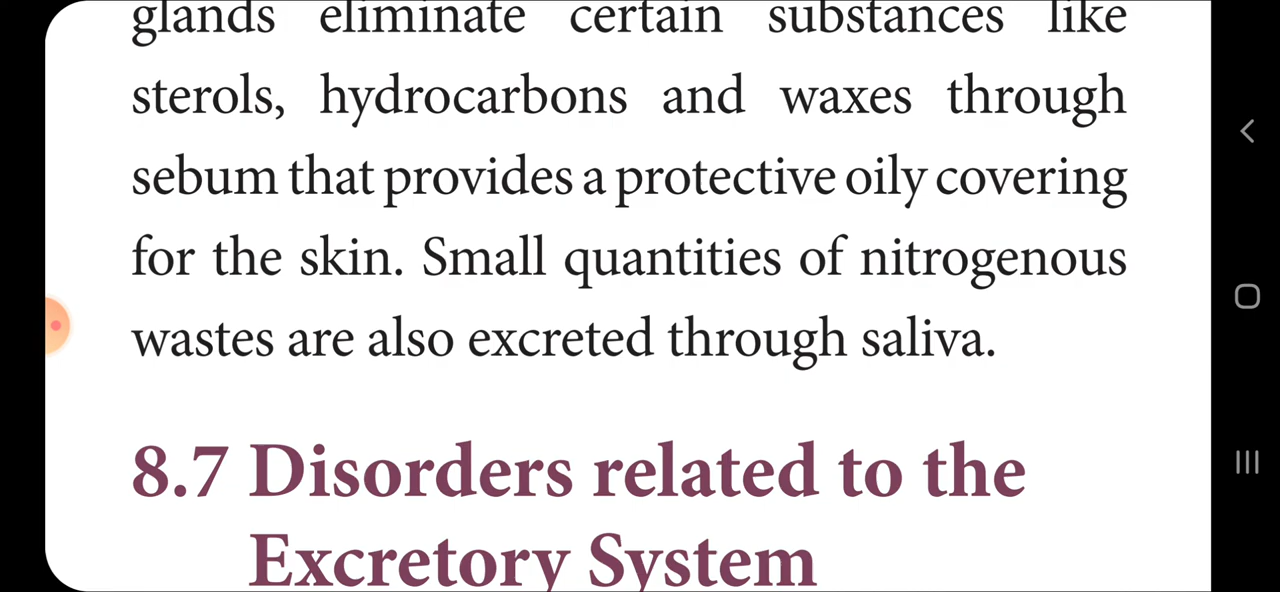 glands eliminate certain substances like
sterols, hydrocarbons and waxes through
sebum that provides a protective oily covering
for the skin. Small quantities of nitrogenous
wastes are also excreted through saliva.
8.7 Disorders related to the
Excretory System